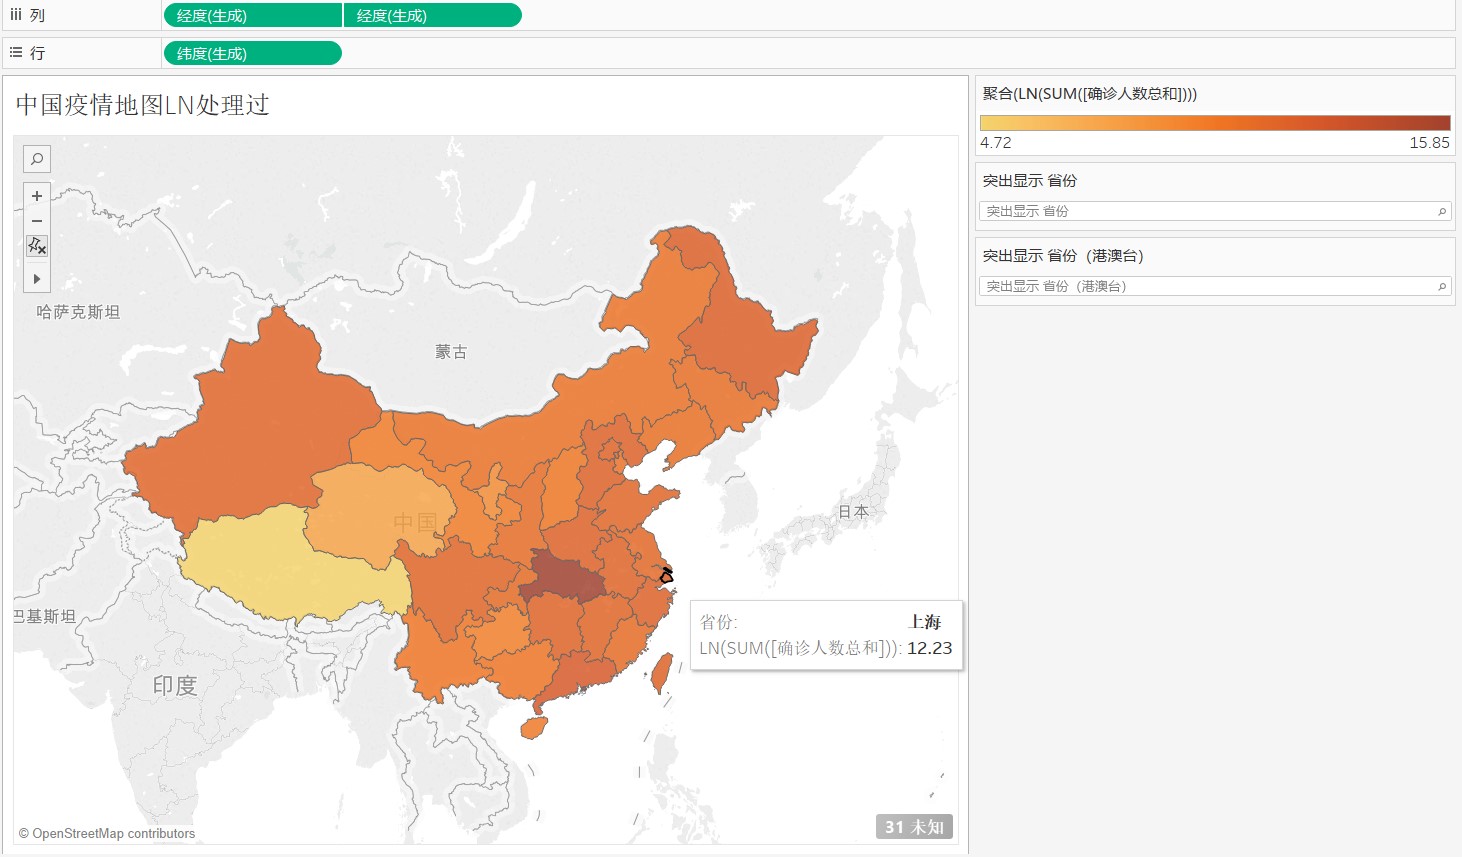 列
经度(生成)
经度(生成)
行
纬度(生成)
中国疫情地图LN处理过
哈萨克斯坦
蒙古
中国
日本
巴基斯坦
印度
省份: 上海
LN(SUM([确诊人数总和])): 12.23
31 未知
© OpenStreetMap contributors
聚合(LN(SUM([确诊人数总和])))
4.72 15.85
突出显示 省份
突出显示 省份
突出显示 省份（港澳台）
突出显示 省份（港澳台）